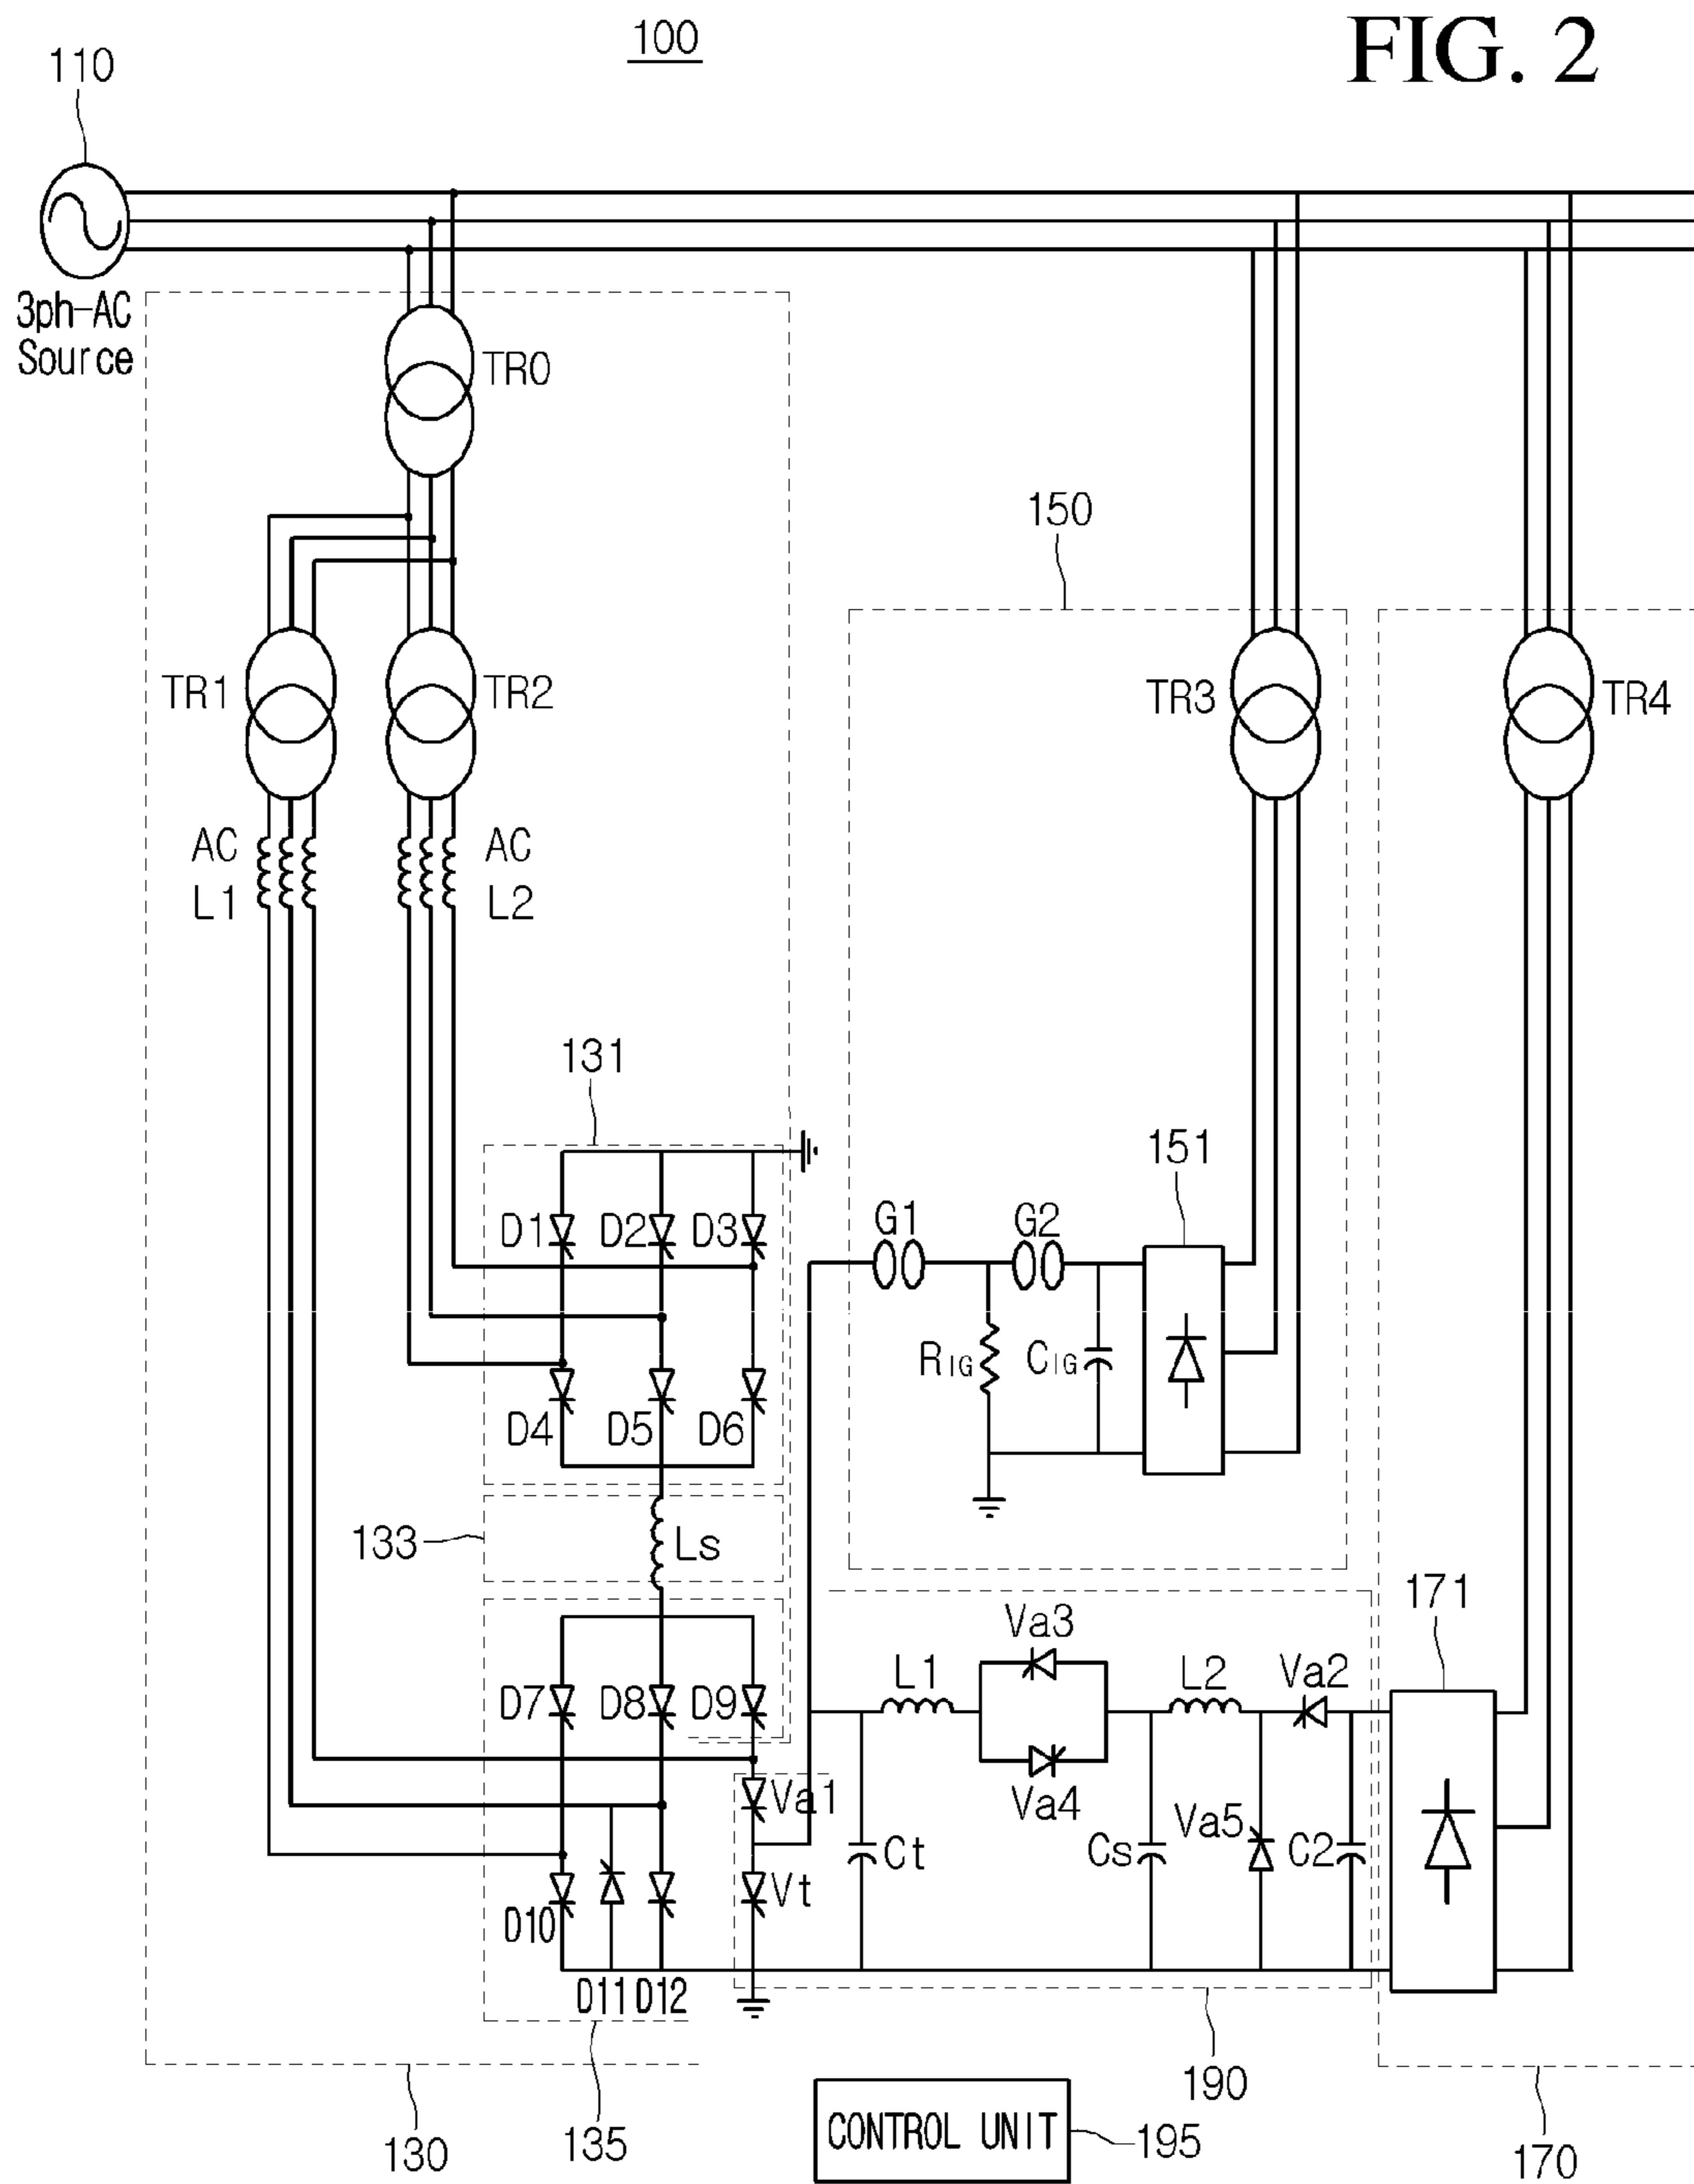 100
FIG. 2
110
3ph-AC
Source
TR0
150
TR1
TR2
TR3
TR4
AC
L1
AC
L2
131
151
D1
D2
D3
G1
G2
RIG
CIG
D4
D5
D6
133
Ls
171
Va3
L1
L2
Va2
D7
D8
D9
Va1
Va4
Va5
Ct
Cs
C2
Vt
D10
D11
D12
190
CONTROL UNIT
195
130
135
170